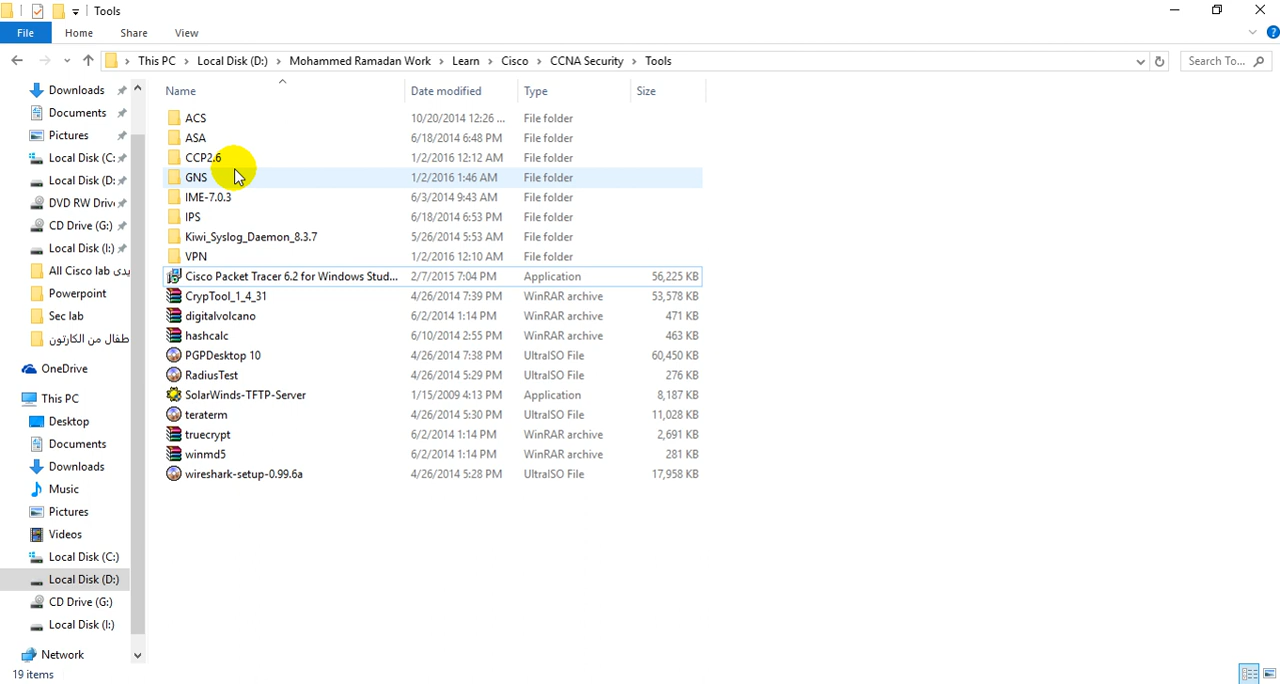 Tools
File Home Share View
This PC Local Disk (D:) Mohammed Ramadan Work Learn Cisco CCNA Security Tools
Search To...
Name Date modified Type Size
Downloads
Documents
Pictures
Local Disk (C:
Local Disk (D:
DVD RW Driv
CD Drive (G:)
Local Disk (I:)
All Cisco lab يدى
Powerpoint
Sec lab
طفال من الكارتون
OneDrive
This PC
Desktop
Documents
Downloads
Music
Pictures
Videos
Local Disk (C:)
Local Disk (D:)
CD Drive (G:)
Local Disk (I:)
Network
ACS 10/20/2014 12:26 ... File folder
ASA 6/18/2014 6:48 PM File folder
CCP2.6 1/2/2016 12:12 AM File folder
GNS 1/2/2016 1:46 AM File folder
IME-7.0.3 6/3/2014 9:43 AM File folder
IPS 6/18/2014 6:53 PM File folder
Kiwi_Syslog_Daemon_8.3.7 5/26/2014 5:53 AM File folder
VPN 1/2/2016 12:10 AM File folder
Cisco Packet Tracer 6.2 for Windows Stud... 2/7/2015 7:04 PM Application 56,225 KB
CrypTool_1_4_31 4/26/2014 7:39 PM WinRAR archive 53,578 KB
digitalvolcano 6/2/2014 1:14 PM WinRAR archive 471 KB
hashcalc 6/10/2014 2:55 PM WinRAR archive 463 KB
PGPDesktop 10 4/26/2014 7:38 PM UltraISO File 60,450 KB
RadiusTest 4/26/2014 5:29 PM UltraISO File 276 KB
SolarWinds-TFTP-Server 1/15/2009 4:13 PM Application 8,187 KB
teraterm 4/26/2014 5:30 PM UltraISO File 11,028 KB
truecrypt 6/2/2014 1:14 PM WinRAR archive 2,691 KB
winmd5 6/2/2014 1:14 PM WinRAR archive 281 KB
wireshark-setup-0.99.6a 4/26/2014 5:28 PM UltraISO File 17,958 KB
19 items